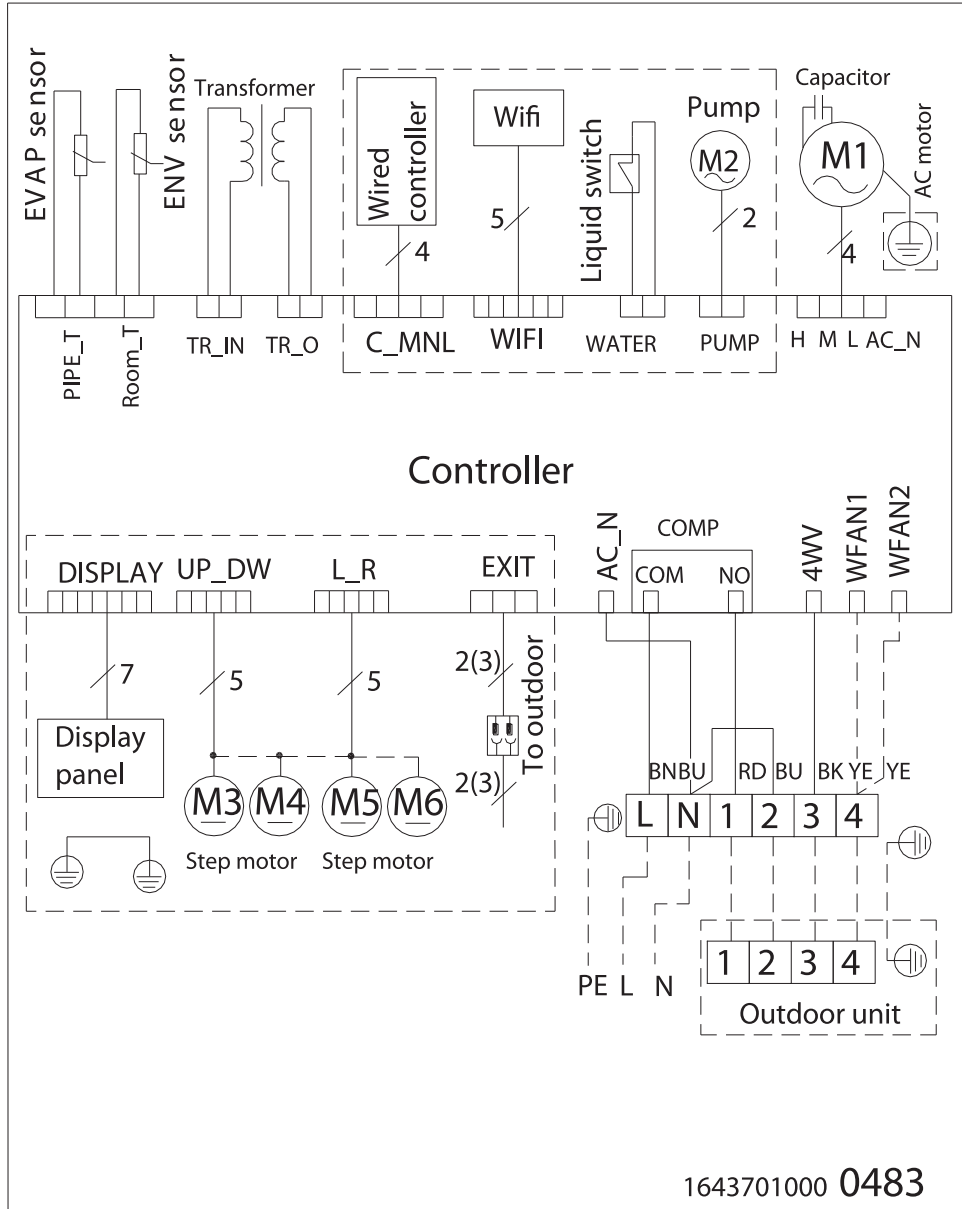 EVAP sensor
ENV sensor
Transformer
Wired
controller
4
Wifi
5
Liquid switch
Pump
M2
2
Capacitor
M1
AC motor
4
PIPE_T
Room_T
TR_IN
TR_O
C_MNL
WIFI
WATER
PUMP
H M L AC_N
Controller
DISPLAY
UP_DW
L_R
EXIT
AC_N
COMP
COM
NO
4WV
WFAN1
WFAN2
7
5
5
2(3)
To outdoor
2(3)
Display
panel
M3
M4
M5
M6
Step motor
Step motor
BN BU RD BU BK YE YE
L N 1 2 3 4
PE L N
1 2 3 4
Outdoor unit
1643701000 0483